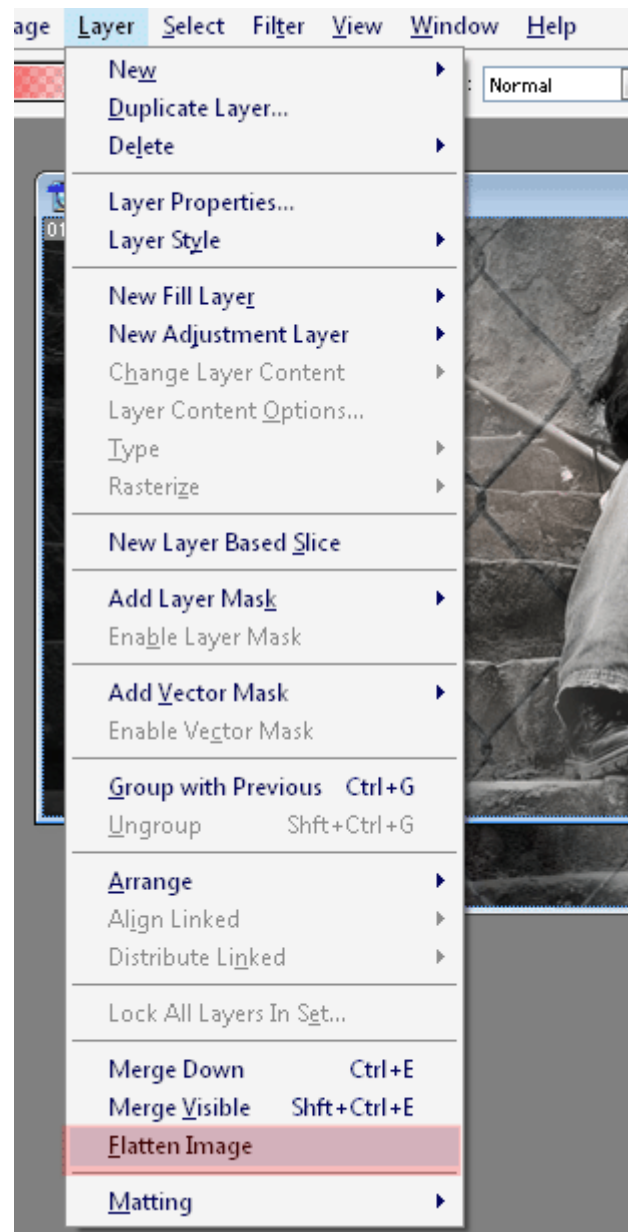 age Layer Select Filter View Window Help
: Normal
New
Duplicate Layer...
Delete
Layer Properties...
01
Layer Style
New Fill Layer
New Adjustment Layer
Change Layer Content
Layer Content Options...
Type
Rasterize
New Layer Based Slice
Add Layer Mask
Enable Layer Mask
Add Vector Mask
Enable Vector Mask
Group with Previous Ctrl+G
Ungroup Shft+Ctrl+G
Arrange
Align Linked
Distribute Linked
Lock All Layers In Set...
Merge Down Ctrl+E
Merge Visible Shft+Ctrl+E
Flatten Image
Matting